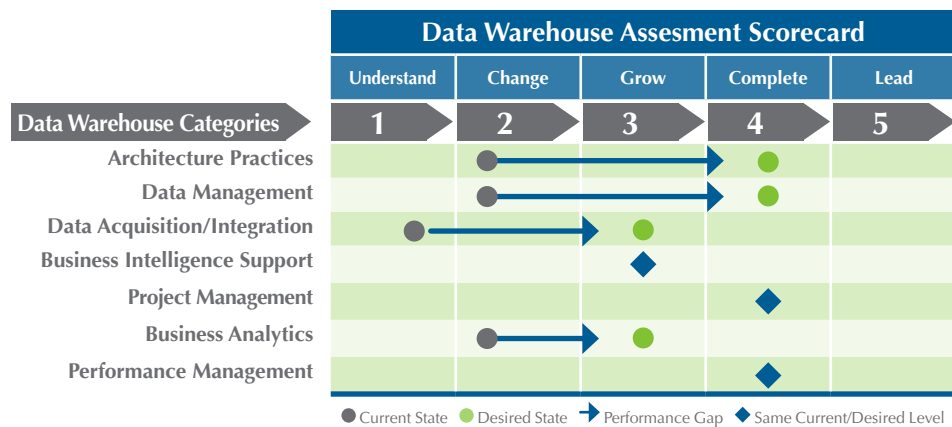 Data Warehouse Assesment Scorecard
Understand Change Grow Complete Lead
Data Warehouse Categories 1 2 3 4 5
Architecture Practices
Data Management
Data Acquisition/Integration
Business Intelligence Support
Project Management
Business Analytics
Performance Management
Current State Desired State Performance Gap Same Current/Desired Level